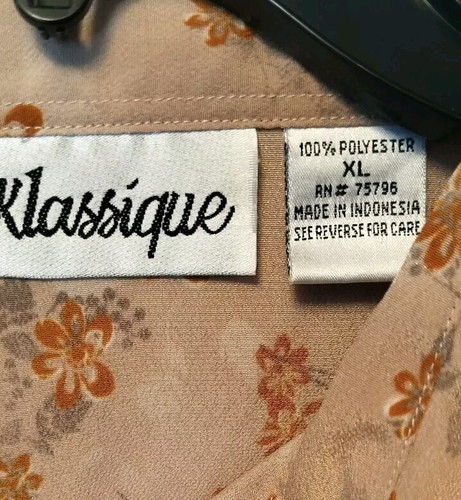 Klassique
100% POLYESTER
XL
RN# 75796
MADE IN INDONESIA
SEE REVERSE FOR CARE